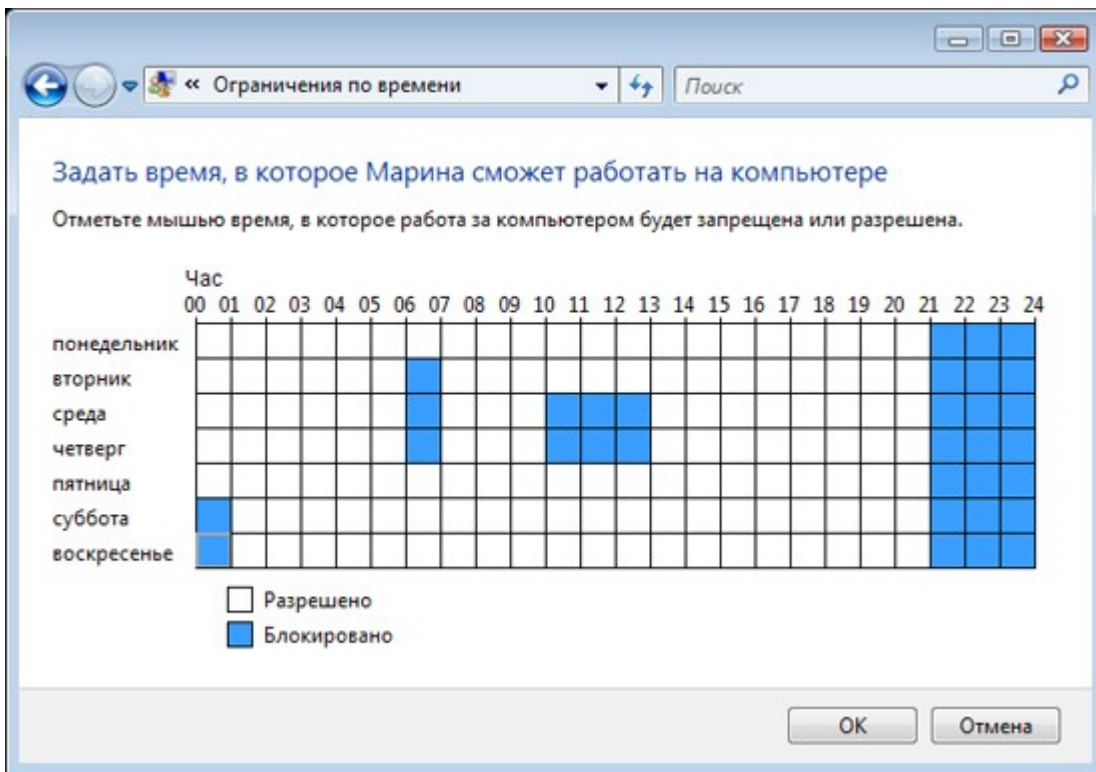 « Ограничения по времени
Поиск
Задать время, в которое Марина сможет работать на компьютере
Отметьте мышью время, в которое работа за компьютером будет запрещена или разрешена.
Час
00 01 02 03 04 05 06 07 08 09 10 11 12 13 14 15 16 17 18 19 20 21 22 23 24
понедельник
вторник
среда
четверг
пятница
суббота
воскресенье
Разрешено
Блокировано
ОК Отмена